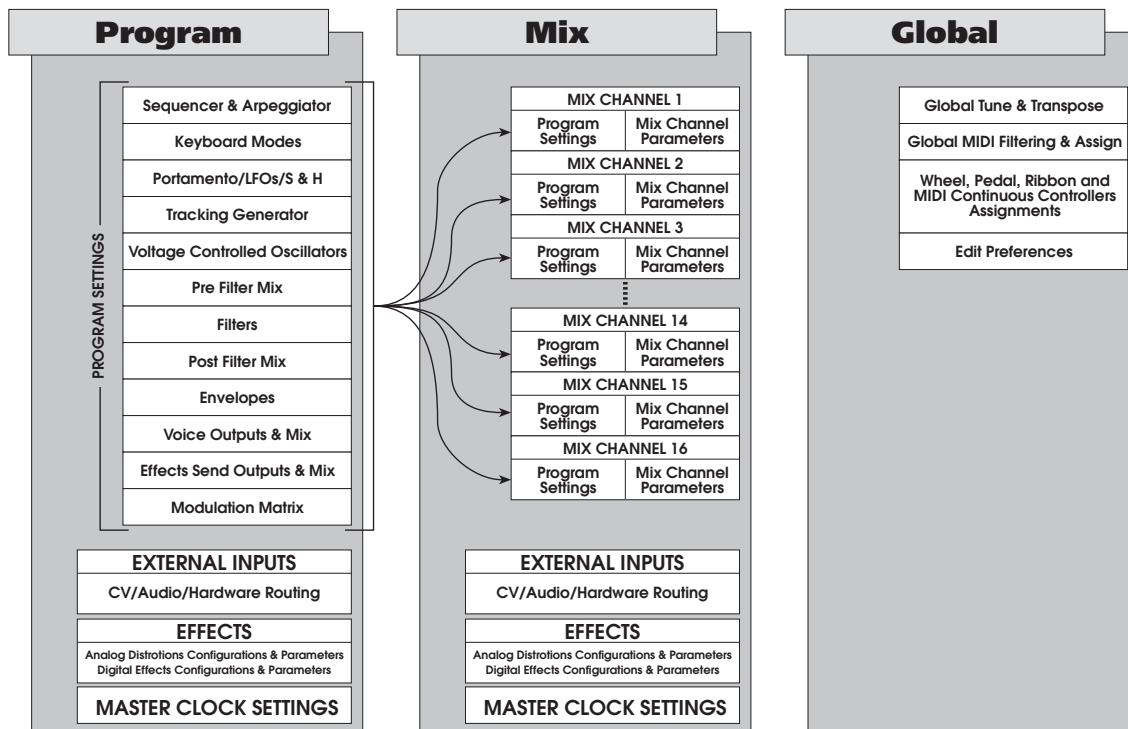 Program
PROGRAM SETTINGS
Sequencer & Arpeggiator
Keyboard Modes
Portamento/LFOs/S & H
Tracking Generator
Voltage Controlled Oscillators
Pre Filter Mix
Filters
Post Filter Mix
Envelopes
Voice Outputs & Mix
Effects Send Outputs & Mix
Modulation Matrix
EXTERNAL INPUTS
CV/Audio/Hardware Routing
EFFECTS
Analog Distrotions Configurations & Parameters
Digital Effects Configurations & Parameters
MASTER CLOCK SETTINGS
Mix
MIX CHANNEL 1
Program
Settings
Mix Channel
Parameters
MIX CHANNEL 2
Program
Settings
Mix Channel
Parameters
MIX CHANNEL 3
Program
Settings
Mix Channel
Parameters
MIX CHANNEL 14
Program
Settings
Mix Channel
Parameters
MIX CHANNEL 15
Program
Settings
Mix Channel
Parameters
MIX CHANNEL 16
Program
Settings
Mix Channel
Parameters
EXTERNAL INPUTS
CV/Audio/Hardware Routing
EFFECTS
Analog Distrotions Configurations & Parameters
Digital Effects Configurations & Parameters
MASTER CLOCK SETTINGS
Global
Global Tune & Transpose
Global MIDI Filtering & Assign
Wheel, Pedal, Ribbon and
MIDI Continuous Controllers
Assignments
Edit Preferences